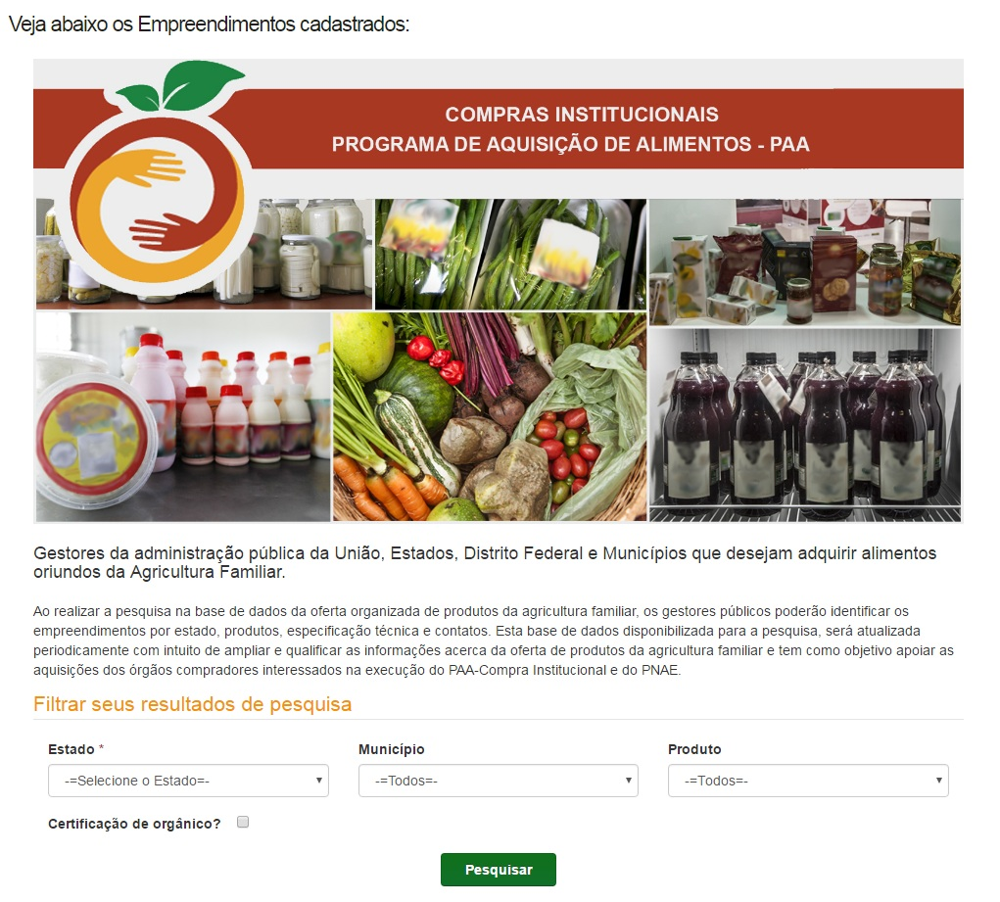 Veja abaixo os Empreendimentos cadastrados:
COMPRAS INSTITUCIONAIS
PROGRAMA DE AQUISIÇÃO DE ALIMENTOS - PAA
Gestores da administração pública da União, Estados, Distrito Federal e Municípios que desejam adquirir alimentos
oriundos da Agricultura Familiar.
Ao realizar a pesquisa na base de dados da oferta organizada de produtos da agricultura familiar, os gestores públicos poderão identificar os
empreendimentos por estado, produtos, especificação técnica e contatos. Esta base de dados disponibilizada para a pesquisa, será atualizada
periodicamente com intuito de ampliar e qualificar as informações acerca da oferta de produtos da agricultura familiar e tem como objetivo apoiar as
aquisições dos órgãos compradores interessados na execução do PAA-Compra Institucional e do PNAE.
Filtrar seus resultados de pesquisa
Estado * Município Produto
-=Selecione o Estado=- -=Todos=- -=Todos=-
Certificação de orgânico?
Pesquisar